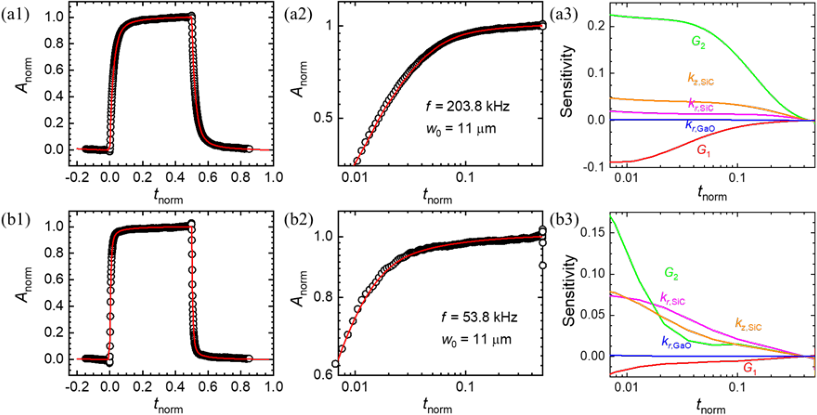 (a1)
A_norm
1.0
0.8
0.6
0.4
0.2
0.0
-0.2 0.0 0.2 0.4 0.6 0.8 1.0
t_norm
(a2)
A_norm
1
0.5
f = 203.8 kHz
w_0 = 11 μm
0.01 0.1
t_norm
(a3)
Sensitivity
0.2
0.1
0.0
-0.1
G_2
k_z,SiC
k_r,SiC
k_r,GaO
G_1
0.01 0.1
t_norm
(b1)
A_norm
1.0
0.8
0.6
0.4
0.2
0.0
-0.2 0.0 0.2 0.4 0.6 0.8 1.0
t_norm
(b2)
A_norm
1.0
0.8
0.6
f = 53.8 kHz
w_0 = 11 μm
0.01 0.1
t_norm
(b3)
Sensitivity
0.15
0.10
0.05
0.00
G_2
k_r,SiC
k_z,SiC
k_r,GaO
G_1
0.01 0.1
t_norm